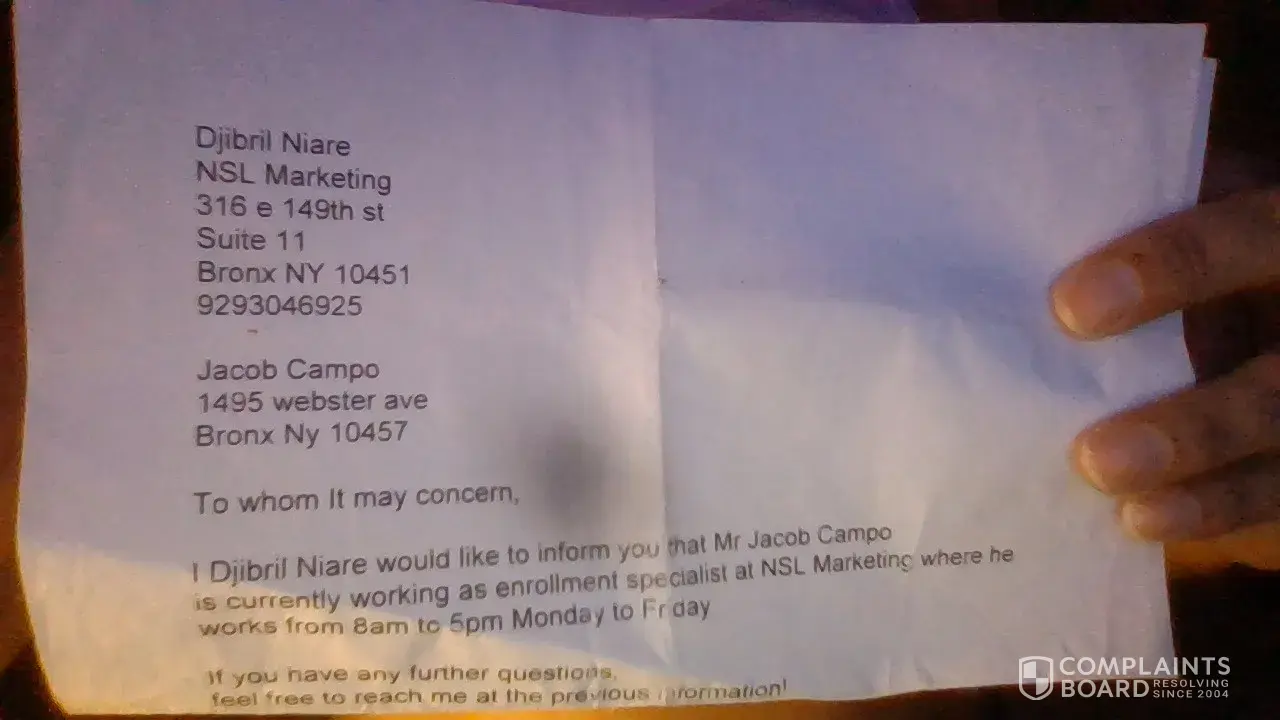 Djibril Niare
NSL Marketing
316 e 149th st
Suite 11
Bronx NY 10451
9293046925
Jacob Campo
1495 webster ave
Bronx Ny 10457
To whom It may concern,
I Djibril Niare would like to inform you that Mr Jacob Campo
is currently working as enrollment specialist at NSL Marketing where he
works from 8am to 5pm Monday to Friday
If you have any further questions,
feel free to reach me at the previous information!
COMPLAINTS
BOARD RESOLVING
SINCE 2004